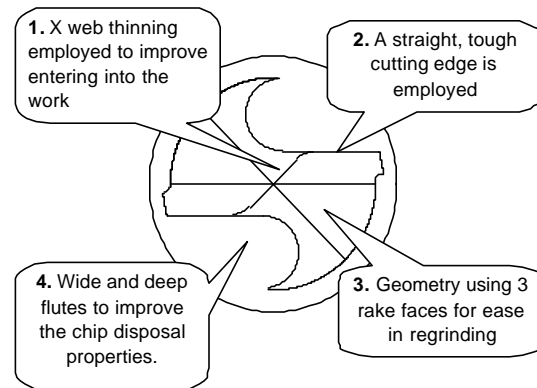 1. X web thinning
employed to improve
entering into the
work
2. A straight, tough
cutting edge is
employed
4. Wide and deep
flutes to improve
the chip disposal
properties.
3. Geometry using 3
rake faces for ease
in regrinding